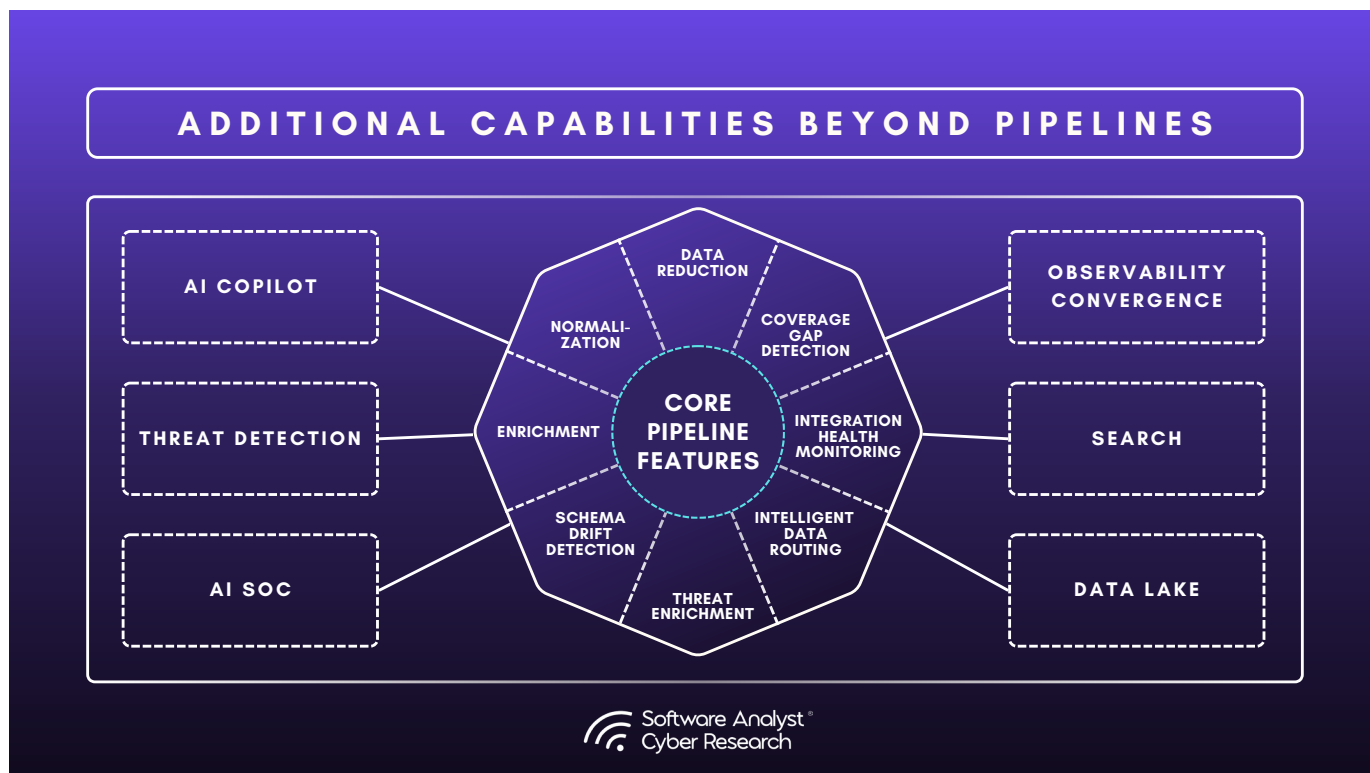 ADDITIONAL CAPABILITIES BEYOND PIPELINES
AI COPILOT
THREAT DETECTION
AI SOC
DATA
REDUCTION
COVERAGE
GAP
DETECTION
INTEGRATION
HEALTH
MONITORING
INTELLIGENT
DATA
ROUTING
THREAT
ENRICHMENT
SCHEMA
DRIFT
DETECTION
ENRICHMENT
NORMALI-
ZATION
CORE
PIPELINE
FEATURES
OBSERVABILITY
CONVERGENCE
SEARCH
DATA LAKE
Software Analyst®
Cyber Research